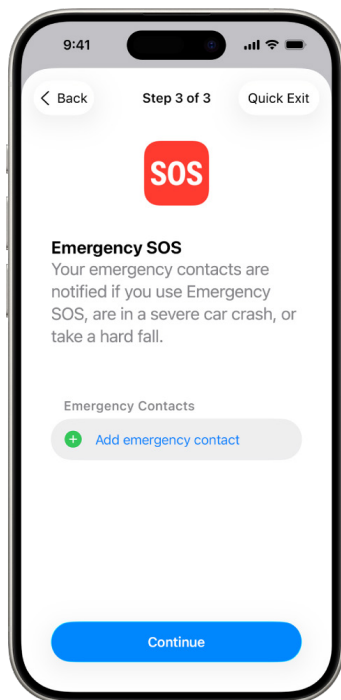 9:41
Back
Step 3 of 3
Quick Exit
SOS
Emergency SOS
Your emergency contacts are
notified if you use Emergency
SOS, are in a severe car crash, or
take a hard fall.
Emergency Contacts
Add emergency contact
Continue